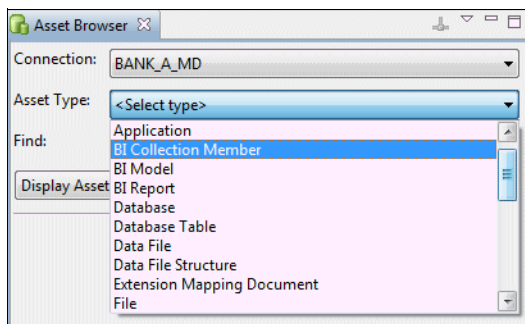 Asset Browser
Connection: BANK_A_MD
Asset Type: <Select type>
Application
Find:
BI Collection Member
BI Model
Display Asset
BI Report
Database
Database Table
Data File
Data File Structure
Extension Mapping Document
File